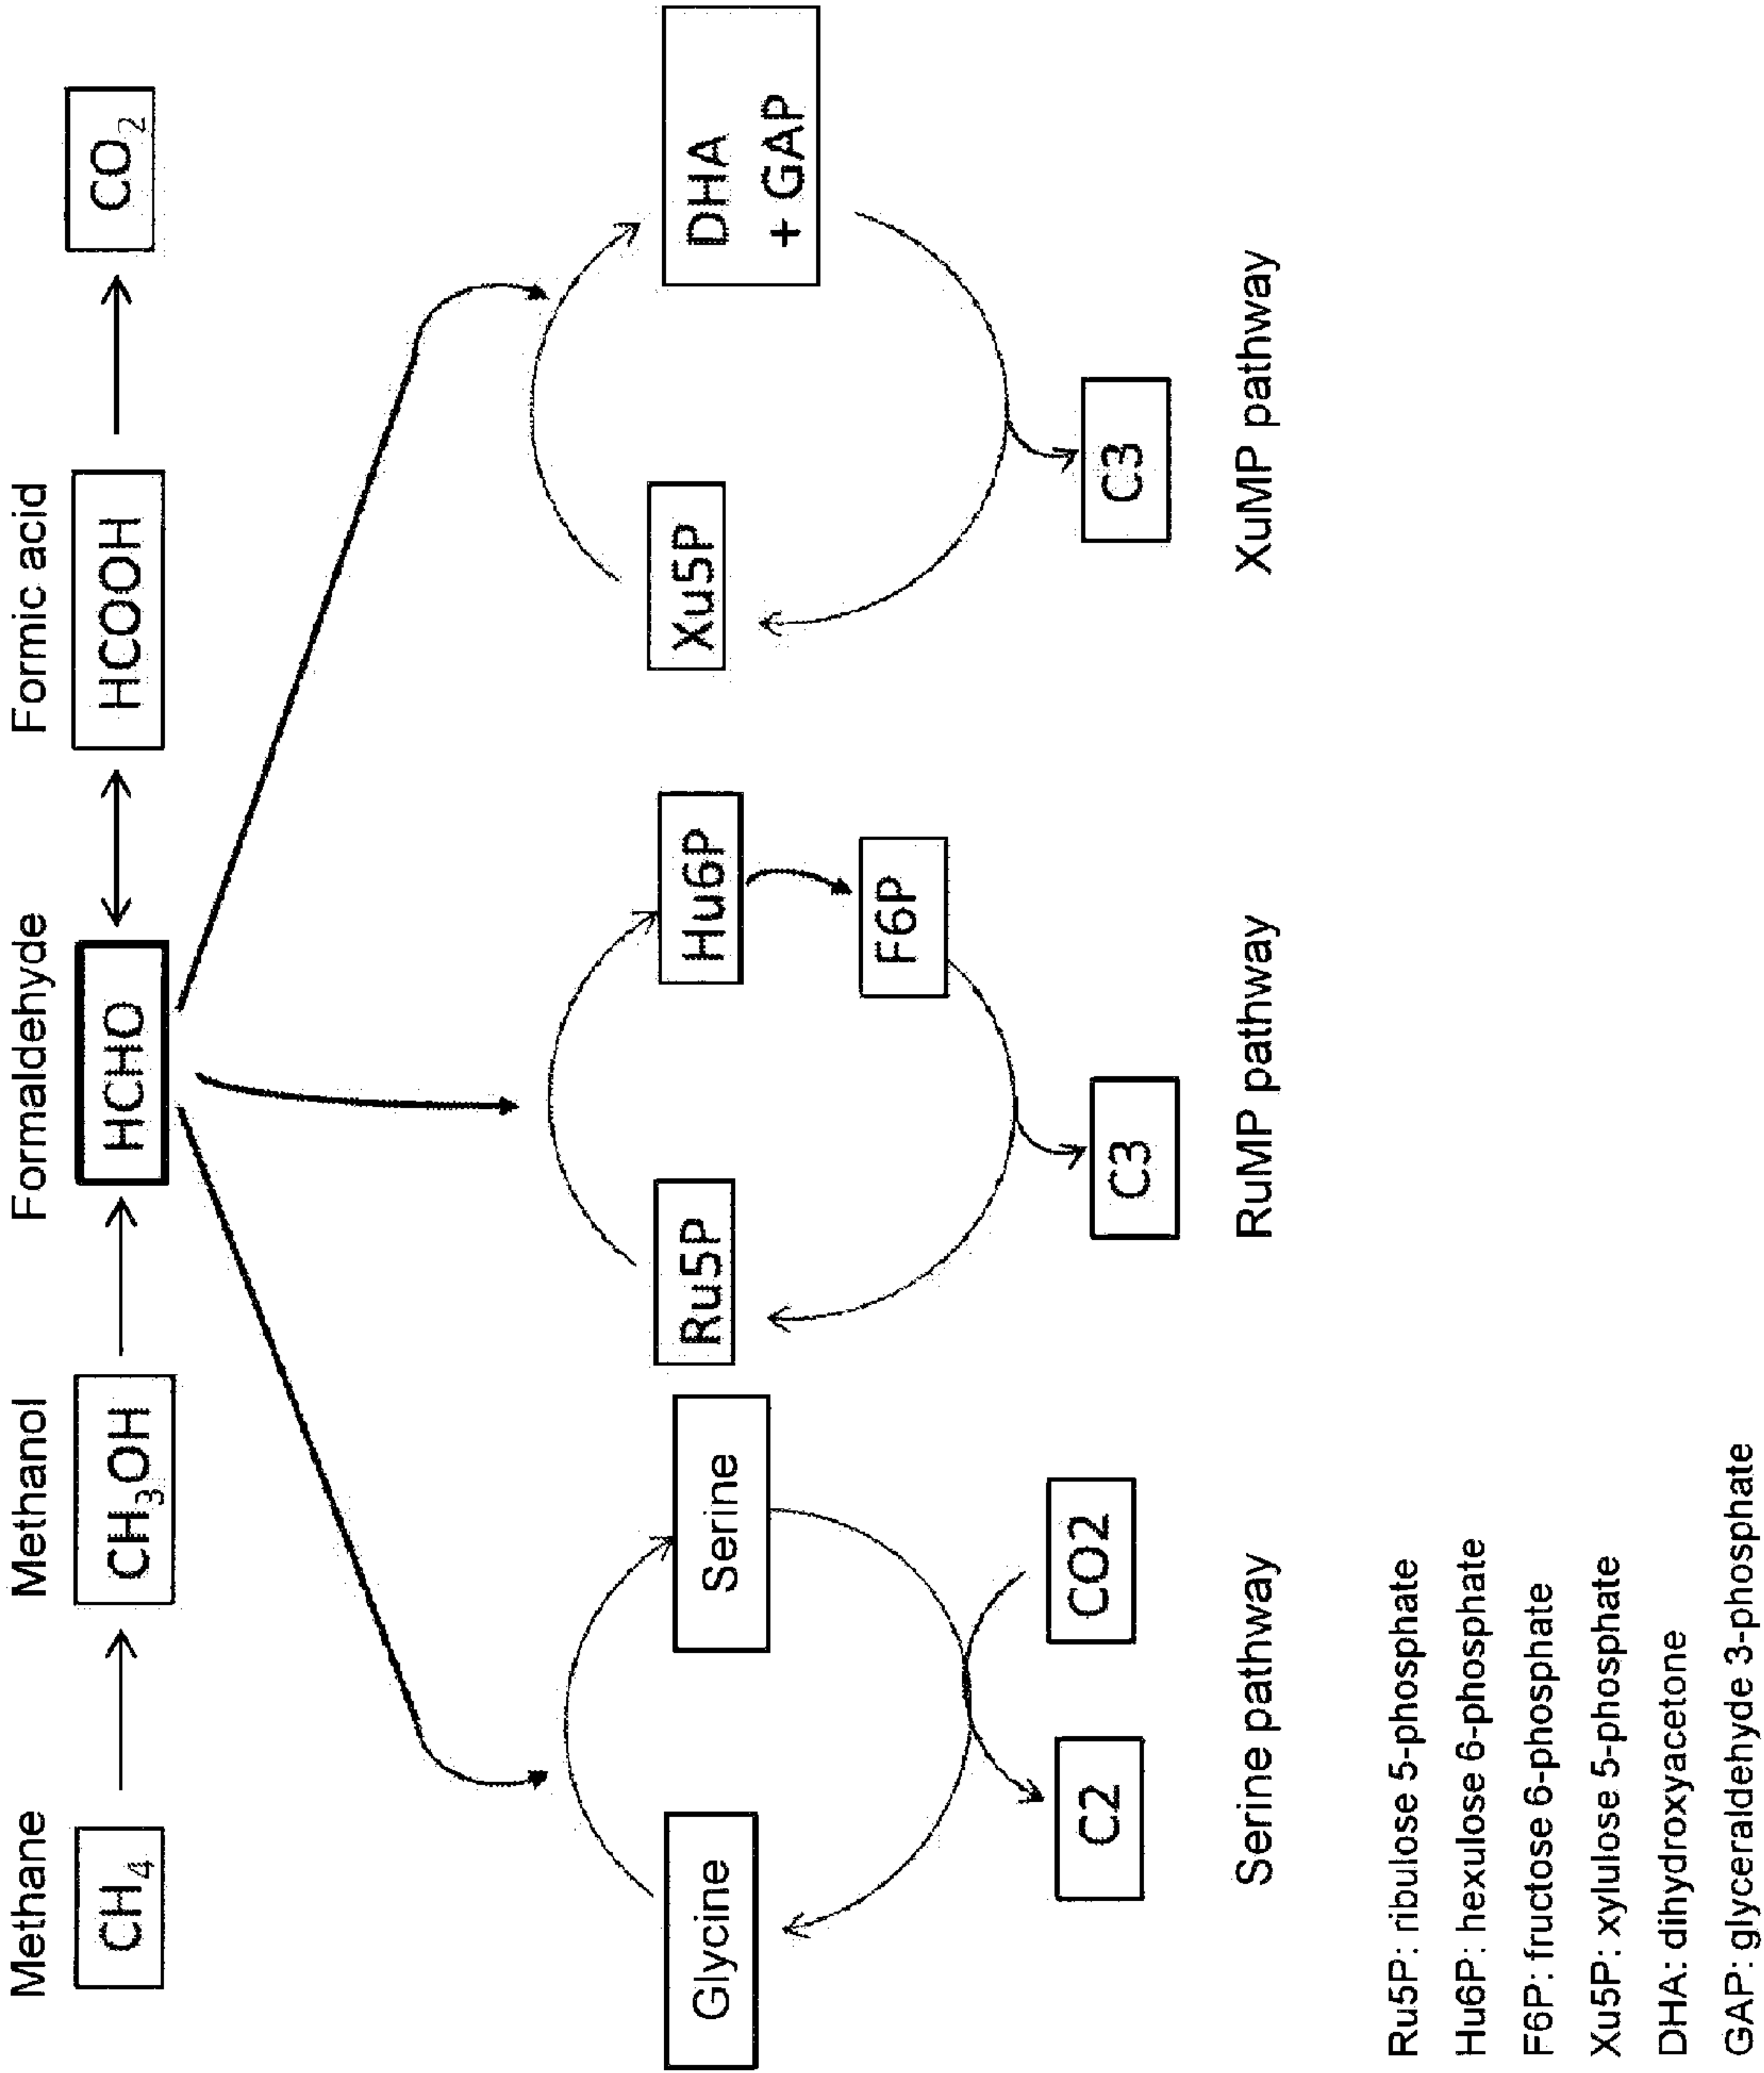 Methane
Methanol
Formaldehyde
Formic acid
CH₄
CH₃OH
HCHO
HCOOH
CO₂
Glycine
Serine
Ru5P
Hu6P
F6P
Xu5P
DHA
+ GAP
C2
CO2
C3
C3
Serine pathway
RuMP pathway
XuMP pathway
Ru5P: ribulose 5-phosphate
Hu6P: hexulose 6-phosphate
F6P: fructose 6-phosphate
Xu5P: xylulose 5-phosphate
DHA: dihydroxyacetone
GAP: glyceraldehyde 3-phosphate